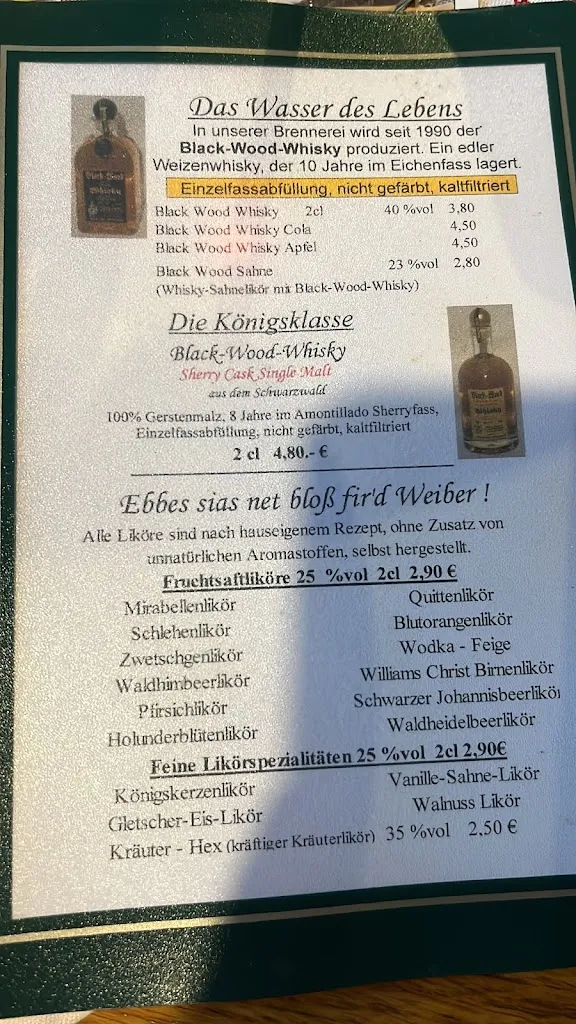 Das Wasser des Lebens
In unserer Brennerei wird seit 1990 der
Black-Wood-Whisky produziert. Ein edler
Weizenwhisky, der 10 Jahre im Eichenfass lagert.
Einzelfassabfüllung, nicht gefärbt, kaltfiltriert
Black Wood Whisky 2cl 40 %vol 3,80
Black Wood Whisky Cola 4,50
Black Wood Whisky Apfel 4,50
Black Wood Sahne 23 %vol 2,80
(Whisky-Sahnelikör mit Black-Wood-Whisky)
Die Königsklasse
Black-Wood-Whisky
Sherry Cask Single Malt
aus dem Schwarzwald
100% Gerstenmalz, 8 Jahre im Amontillado Sherryfass,
Einzelfassabfüllung, nicht gefärbt, kaltfiltriert
2 cl 4,80.- €
Black-Wood
Whisky
Black-Wood
Whisky
Ebbes sias net bloß fir'd Weiber !
Alle Liköre sind nach hauseigenem Rezept, ohne Zusatz von
unnatürlichen Aromastoffen, selbst hergestellt.
Fruchtsaftliköre 25 %vol 2cl 2,90 €
Mirabellenlikör Quittenlikör
Schlehenlikör Blutorangenlikör
Zwetschgenlikör Wodka - Feige
Waldhimbeerlikör Williams Christ Birnenlikör
Pfirsichlikör Schwarzer Johannisbeerlikör
Holunderblütenlikör Waldheidelbeerlikör
Feine Likörspezialitäten 25 %vol 2cl 2,90€
Königskerzenlikör Vanille-Sahne-Likör
Gletscher-Eis-Likör Walnuss Likör
Kräuter - Hex (kräftiger Kräuterlikör) 35 %vol 2,50 €